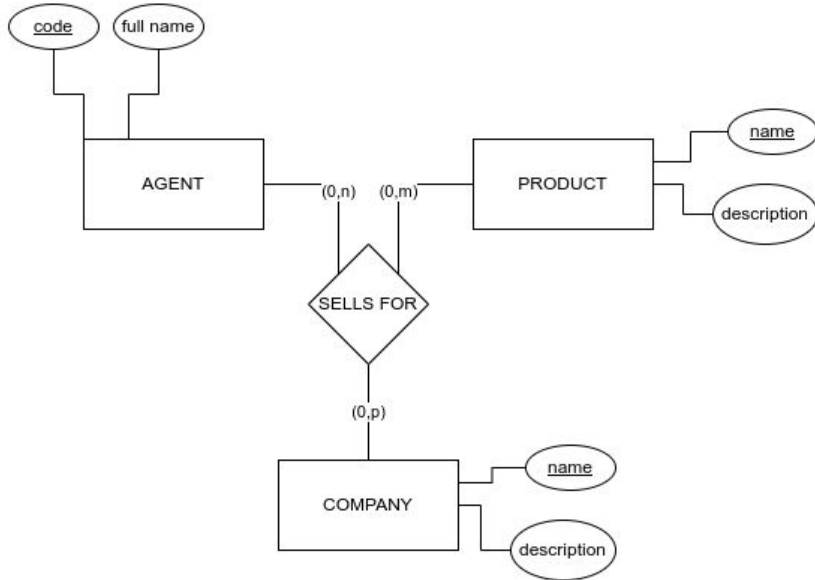 code
full name
AGENT
PRODUCT
name
description
(0,n)
(0,m)
SELLS FOR
(0,p)
COMPANY
name
description